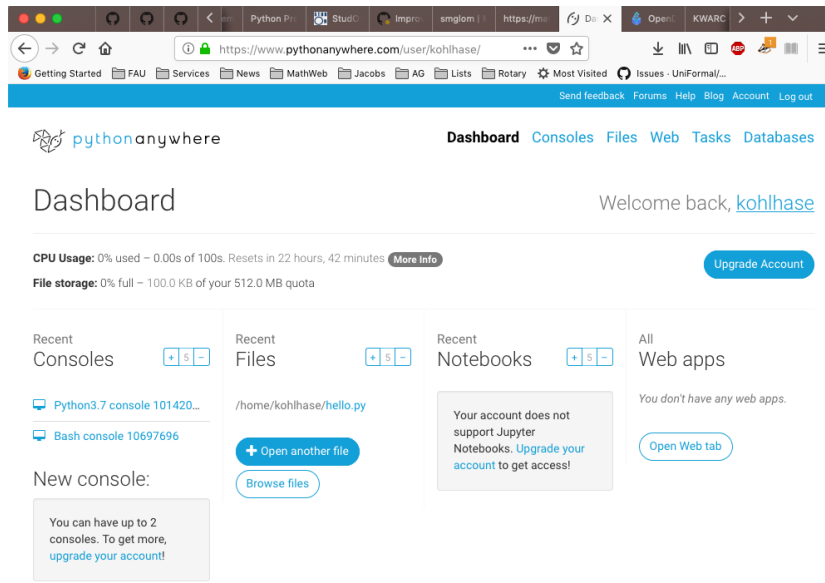 Python Pr
StudO
Impro
smglom |
https://ma
Da
Open
KWARC
https://www.pythonanywhere.com/user/kohlhase/
Getting Started FAU Services News MathWeb Jacobs AG Lists Rotary Most Visited Issues · UniFormal/...
Send feedback Forums Help Blog Account Log out
pythonanywhere
Dashboard Consoles Files Web Tasks Databases
Dashboard
Welcome back, kohlhase
CPU Usage: 0% used – 0.00s of 100s. Resets in 22 hours, 42 minutes More Info
Upgrade Account
File storage: 0% full – 100.0 KB of your 512.0 MB quota
Recent
Consoles
+ 5 −
Python3.7 console 101420...
Bash console 10697696
New console:
You can have up to 2
consoles. To get more,
upgrade your account!
Recent
Files
+ 5 −
/home/kohlhase/hello.py
+ Open another file
Browse files
Recent
Notebooks
+ 5 −
Your account does not
support Jupyter
Notebooks. Upgrade your
account to get access!
All
Web apps
You don't have any web apps.
Open Web tab